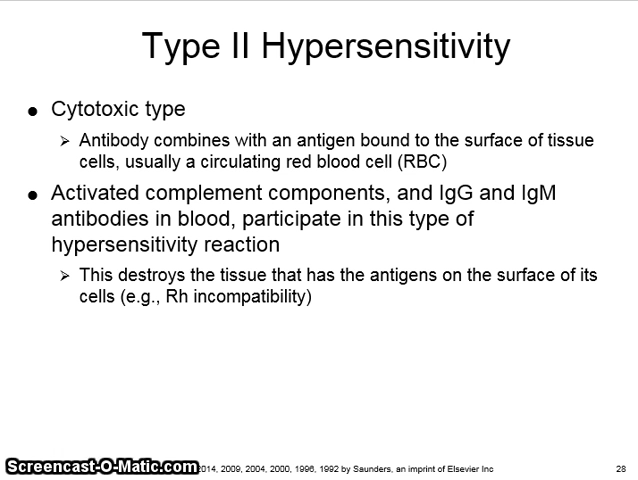 Type II Hypersensitivity
● Cytotoxic type
➢ Antibody combines with an antigen bound to the surface of tissue
cells, usually a circulating red blood cell (RBC)
● Activated complement components, and IgG and IgM
antibodies in blood, participate in this type of
hypersensitivity reaction
➢ This destroys the tissue that has the antigens on the surface of its
cells (e.g., Rh incompatibility)
Screencast-O-Matic.com 2014, 2009, 2004, 2000, 1996, 1992 by Saunders, an imprint of Elsevier Inc 28